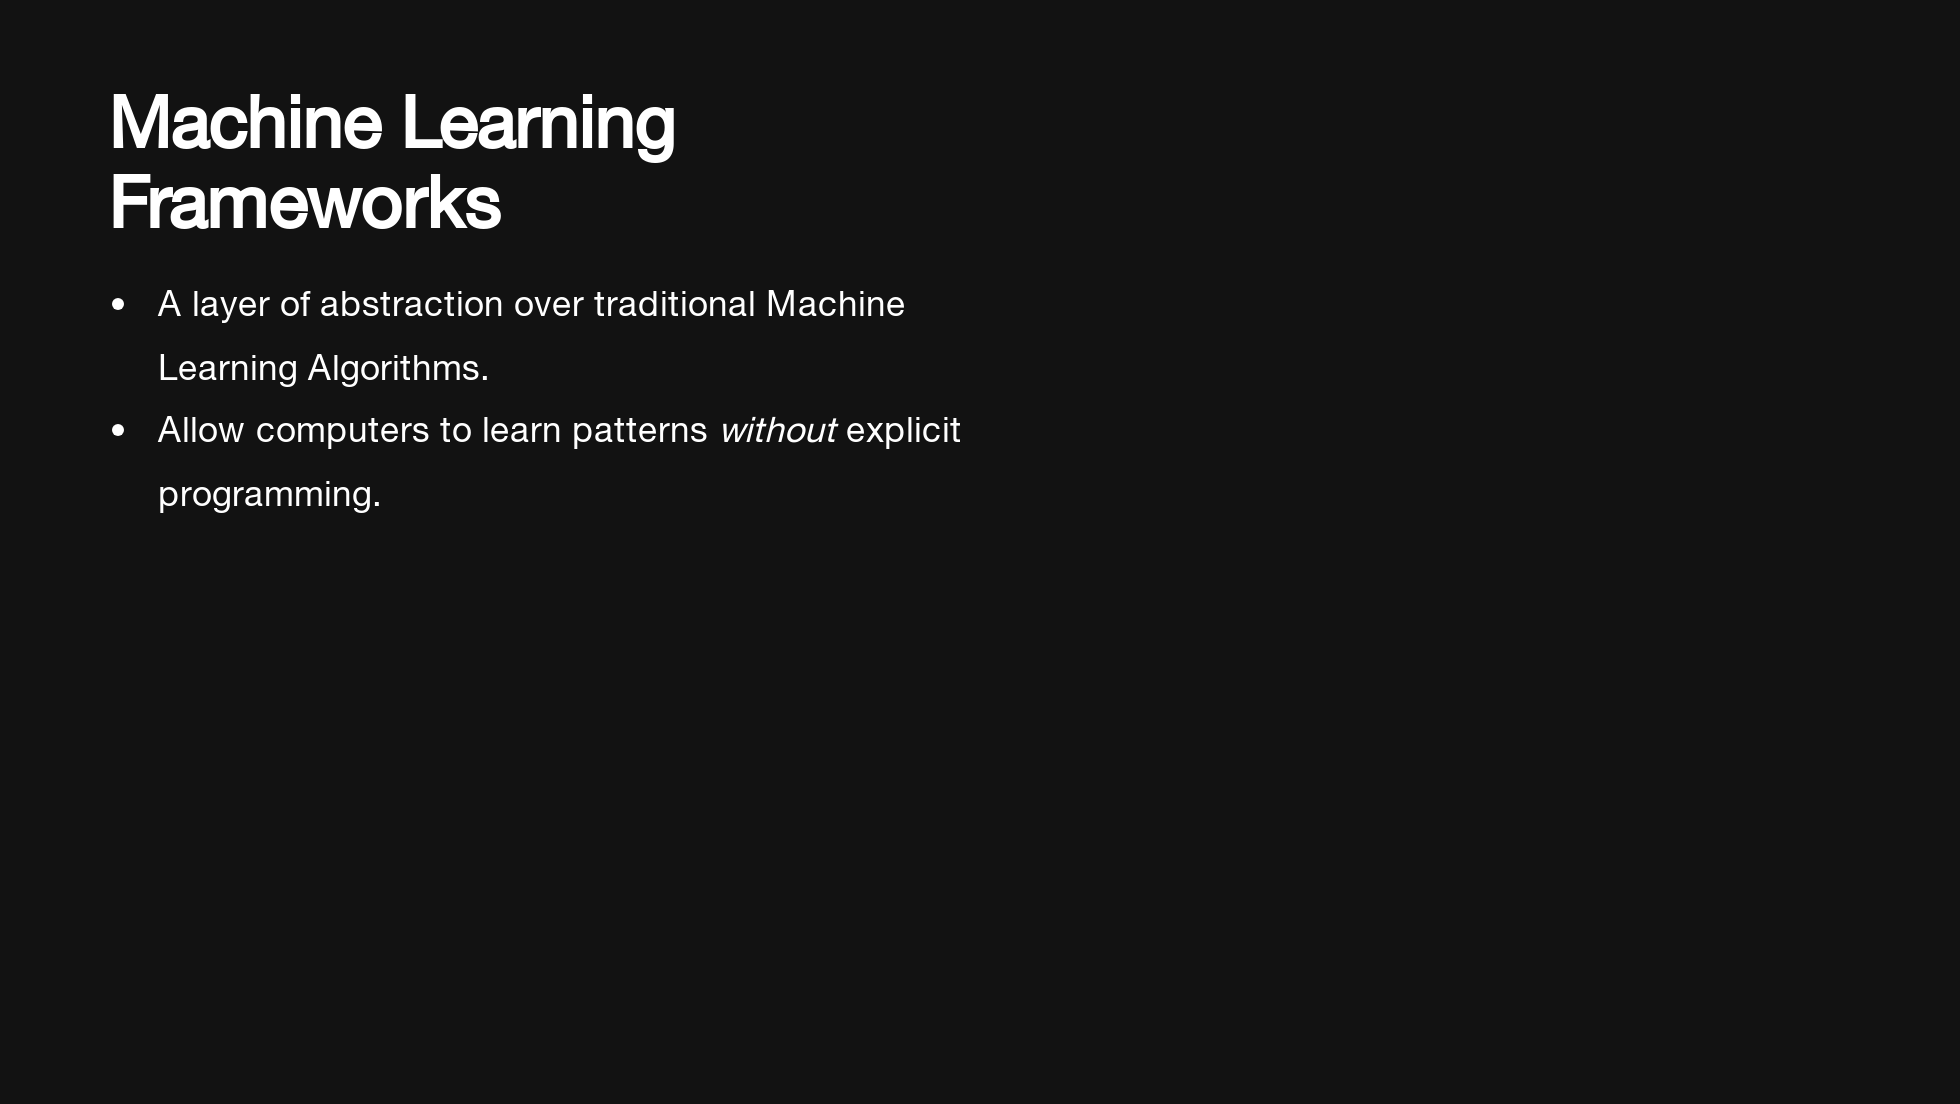 Machine Learning
Frameworks
• A layer of abstraction over traditional Machine
Learning Algorithms.
• Allow computers to learn patterns without explicit
programming.